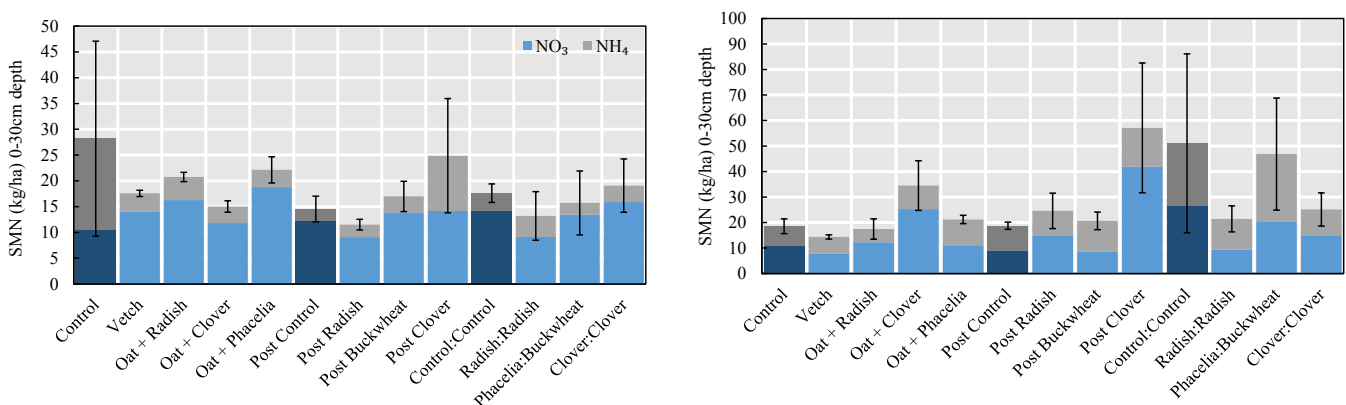 50
45
40
35
30
25
20
15
10
5
0
SMN (kg/ha) 0-30cm depth
NO₃ NH₄
Control
Vetch
Oat + Radish
Oat + Clover
Oat + Phacelia
Post Control
Post Radish
Post Buckwheat
Post Clover
Control:Control
Radish:Radish
Phacelia:Buckwheat
Clover:Clover
100
90
80
70
60
50
40
30
20
10
0
SMN (kg/ha) 0-30cm depth
Control
Vetch
Oat + Radish
Oat + Clover
Oat + Phacelia
Post Control
Post Radish
Post Buckwheat
Post Clover
Control:Control
Radish:Radish
Phacelia:Buckwheat
Clover:Clover